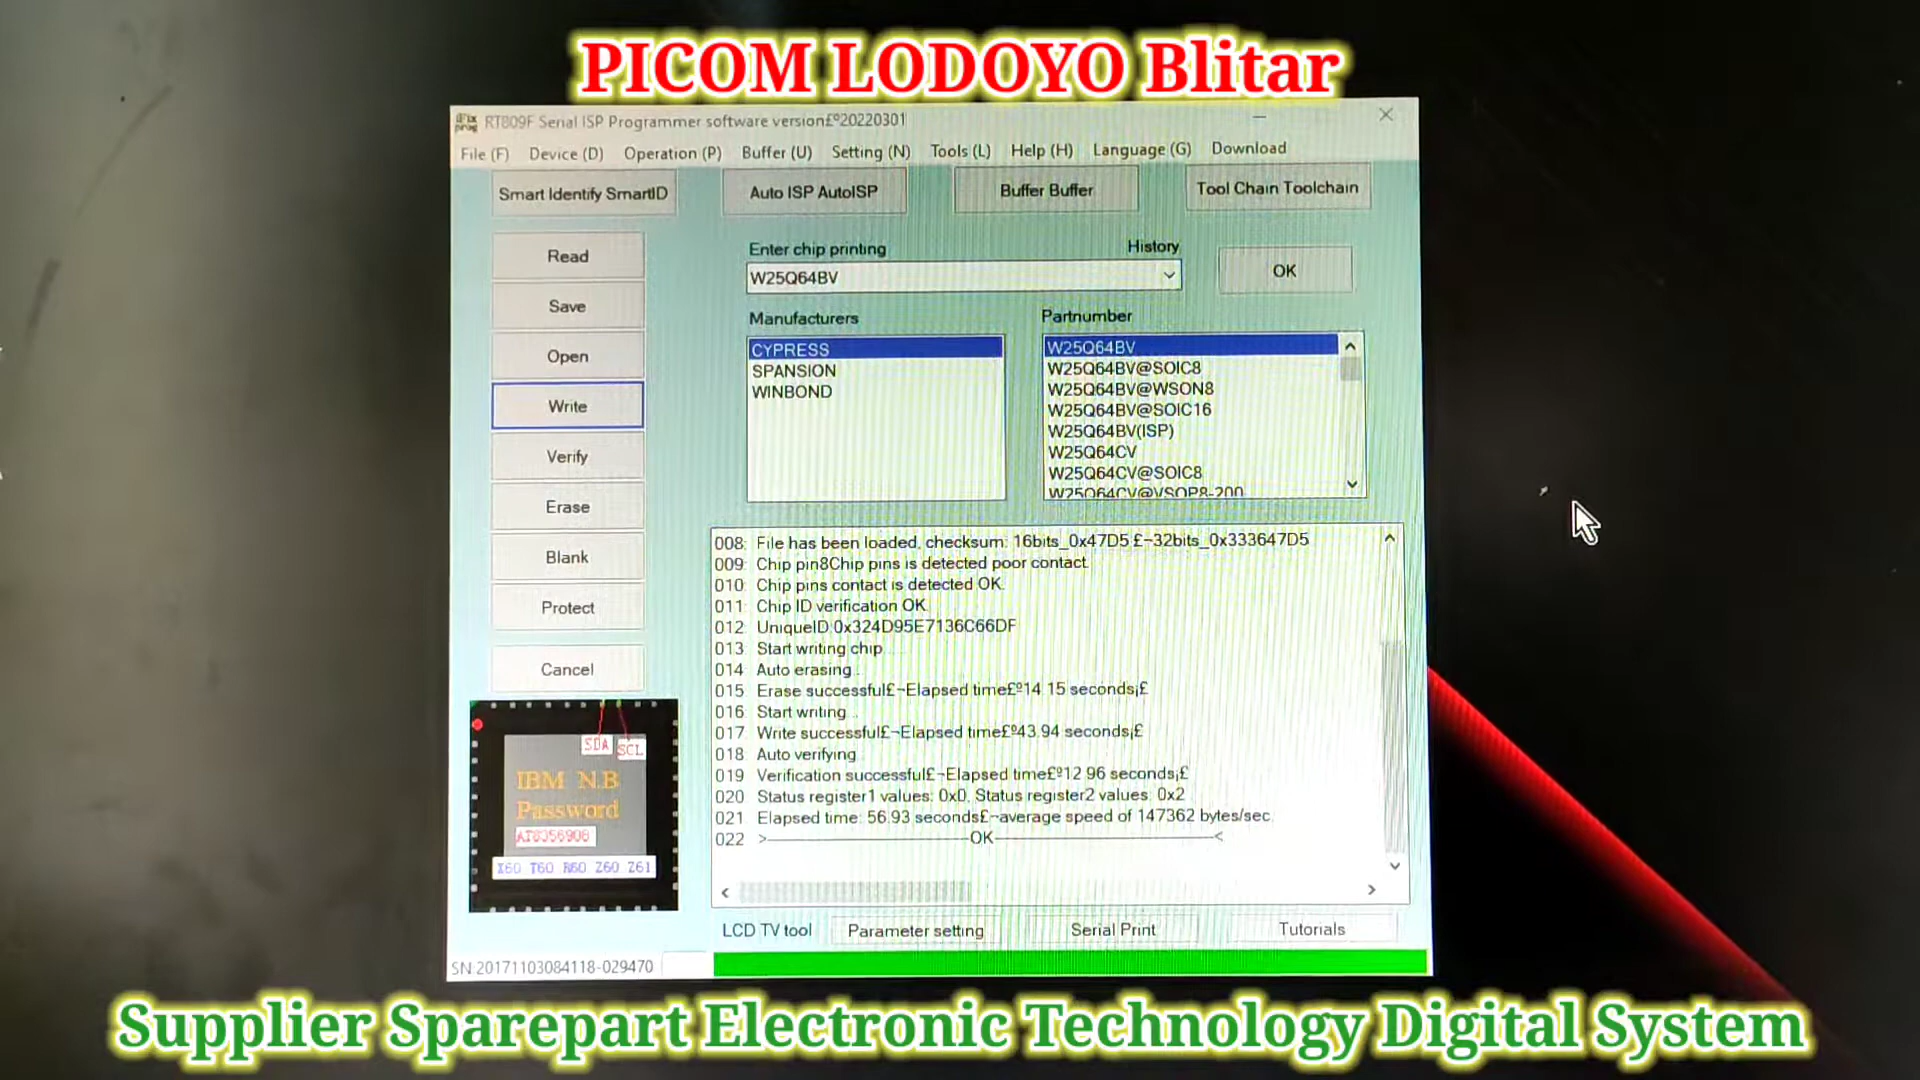 PICOM LODOYO Blitar
iFix prog RT809F Serial ISP Programmer software version£º20220301
File (F) Device (D) Operation (P) Buffer (U) Setting (N) Tools (L) Help (H) Language (G) Download
Smart Identify SmartID Auto ISP AutoISP Buffer Buffer Tool Chain Toolchain
Read
Save
Open
Write
Verify
Erase
Blank
Protect
Cancel
Enter chip printing History
W25Q64BV OK
Manufacturers
CYPRESS
SPANSION
WINBOND
Partnumber
W25Q64BV
W25Q64BV@SOIC8
W25Q64BV@WSON8
W25Q64BV@SOIC16
W25Q64BV(ISP)
W25Q64CV
W25Q64CV@SOIC8
W25Q64CV@VSOP8-200
008: File has been loaded, checksum: 16bits_0x47D5 £¬32bits_0x333647D5
009: Chip pin8Chip pins is detected poor contact.
010: Chip pins contact is detected OK.
011: Chip ID verification OK.
012: UniqueID:0x324D95E7136C66DF
013: Start writing chip......
014: Auto erasing...
015: Erase successful£¬Elapsed time£º14.15 seconds¡£
016: Start writing...
017: Write successful£¬Elapsed time£º43.94 seconds¡£
018: Auto verifying...
019: Verification successful£¬Elapsed time£º12.96 seconds¡£
020: Status register1 values: 0x0, Status register2 values: 0x2
021: Elapsed time: 56.93 seconds£¬average speed of 147362 bytes/sec.
022: >————————OK————————<
SDA SCL
IBM N.B
Password
AT8356908
X60 T60 R60 Z60 Z61
LCD TV tool Parameter setting Serial Print Tutorials
SN:20171103084118-029470
Supplier Sparepart Electronic Technology Digital System